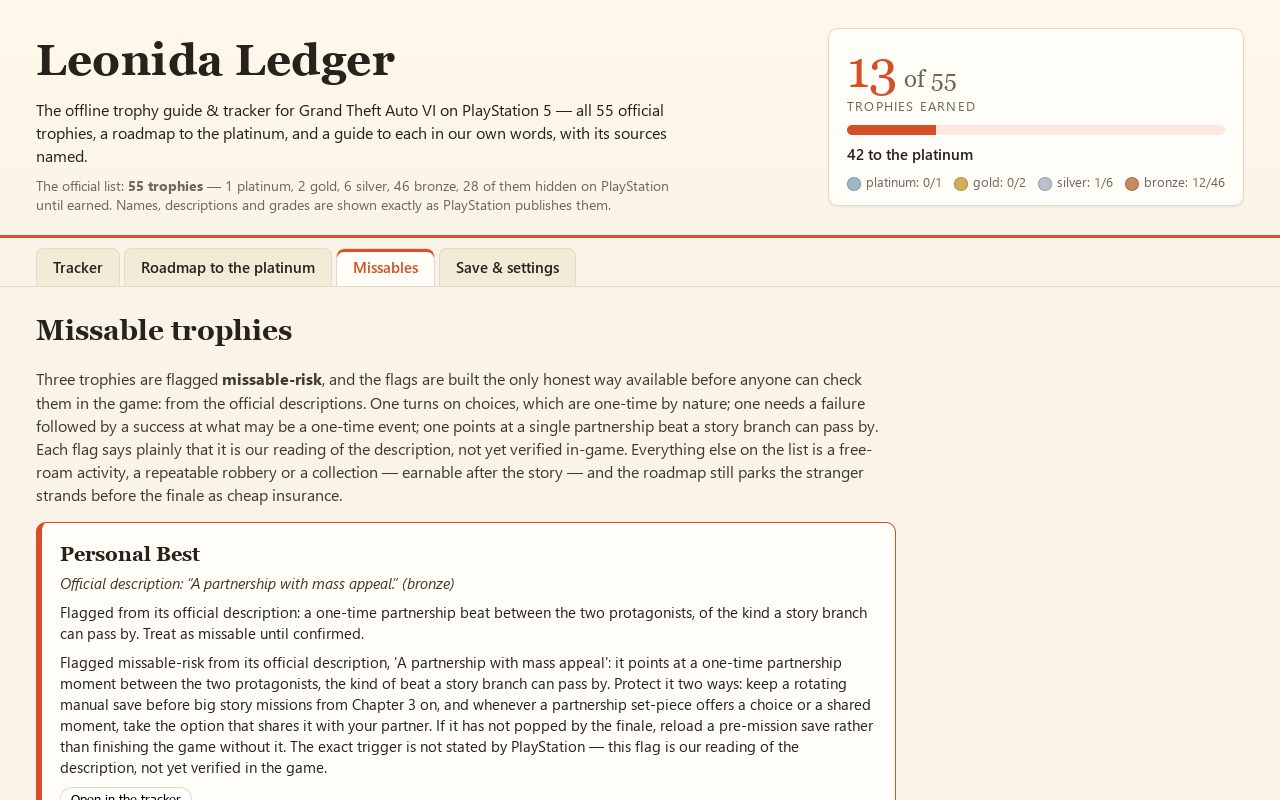 Leonida Ledger
The offline trophy guide & tracker for Grand Theft Auto VI on PlayStation 5 — all 55 official
trophies, a roadmap to the platinum, and a guide to each in our own words, with its sources
named.
The official list: 55 trophies — 1 platinum, 2 gold, 6 silver, 46 bronze, 28 of them hidden on PlayStation
until earned. Names, descriptions and grades are shown exactly as PlayStation publishes them.
13 of 55
TROPHIES EARNED
42 to the platinum
platinum: 0/1 gold: 0/2 silver: 1/6 bronze: 12/46
Tracker Roadmap to the platinum Missables Save & settings
Missable trophies
Three trophies are flagged missable-risk, and the flags are built the only honest way available before anyone can check
them in the game: from the official descriptions. One turns on choices, which are one-time by nature; one needs a failure
followed by a success at what may be a one-time event; one points at a single partnership beat a story branch can pass by.
Each flag says plainly that it is our reading of the description, not yet verified in-game. Everything else on the list is a free-
roam activity, a repeatable robbery or a collection — earnable after the story — and the roadmap still parks the stranger
strands before the finale as cheap insurance.
Personal Best
Official description: “A partnership with mass appeal.” (bronze)
Flagged from its official description: a one-time partnership beat between the two protagonists, of the kind a story branch
can pass by. Treat as missable until confirmed.
Flagged missable-risk from its official description, 'A partnership with mass appeal': it points at a one-time partnership
moment between the two protagonists, the kind of beat a story branch can pass by. Protect it two ways: keep a rotating
manual save before big story missions from Chapter 3 on, and whenever a partnership set-piece offers a choice or a shared
moment, take the option that shares it with your partner. If it has not popped by the finale, reload a pre-mission save rather
than finishing the game without it. The exact trigger is not stated by PlayStation — this flag is our reading of the
description, not yet verified in the game.
Open in the tracker